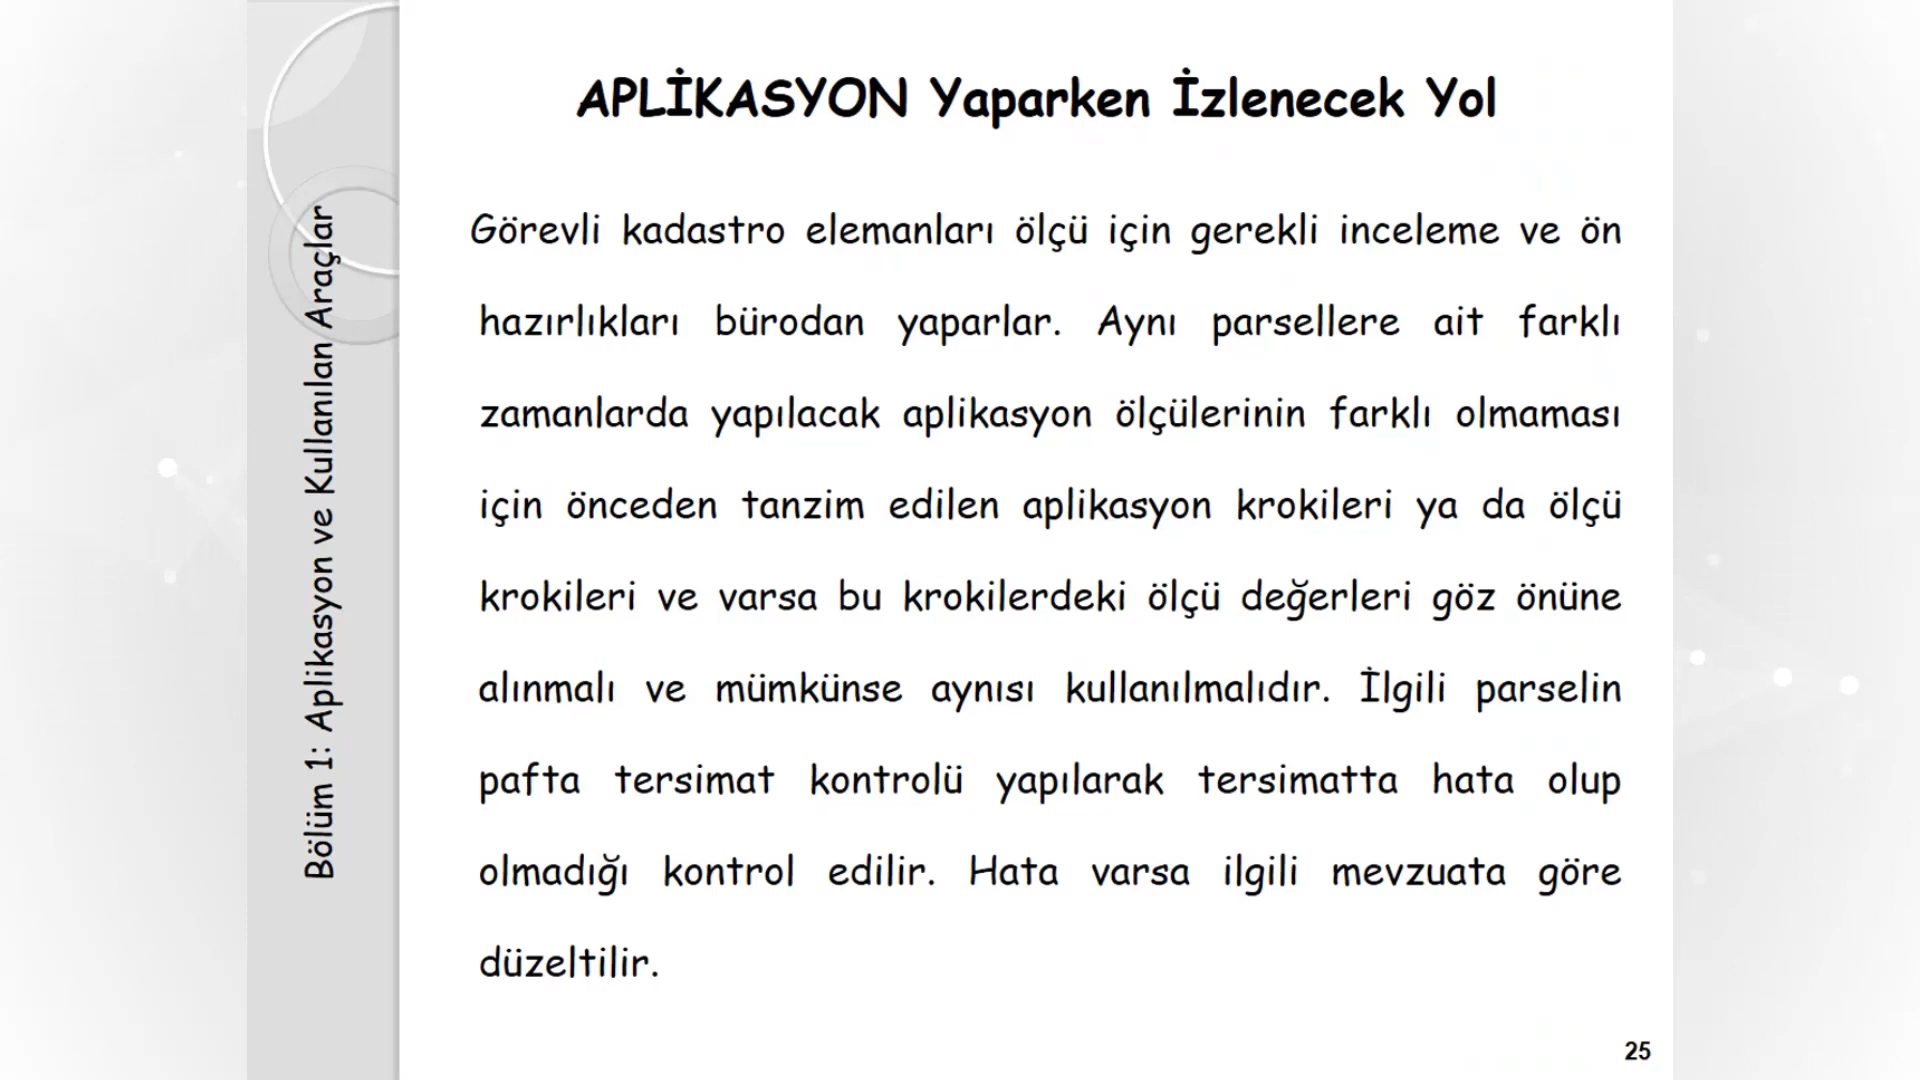 APLİKASYON Yaparken İzlenecek Yol
Bölüm 1: Aplikasyon ve Kullanılan Araçlar
Görevli kadastro elemanları ölçü için gerekli inceleme ve ön
hazırlıkları bürodan yaparlar. Aynı parsellere ait farklı
zamanlarda yapılacak aplikasyon ölçülerinin farklı olmaması
için önceden tanzim edilen aplikasyon krokileri ya da ölçü
krokileri ve varsa bu krokilerdeki ölçü değerleri göz önüne
alınmalı ve mümkünse aynısı kullanılmalıdır. İlgili parselin
pafta tersimat kontrolü yapılarak tersimatta hata olup
olmadığı kontrol edilir. Hata varsa ilgili mevzuata göre
düzeltilir.
25